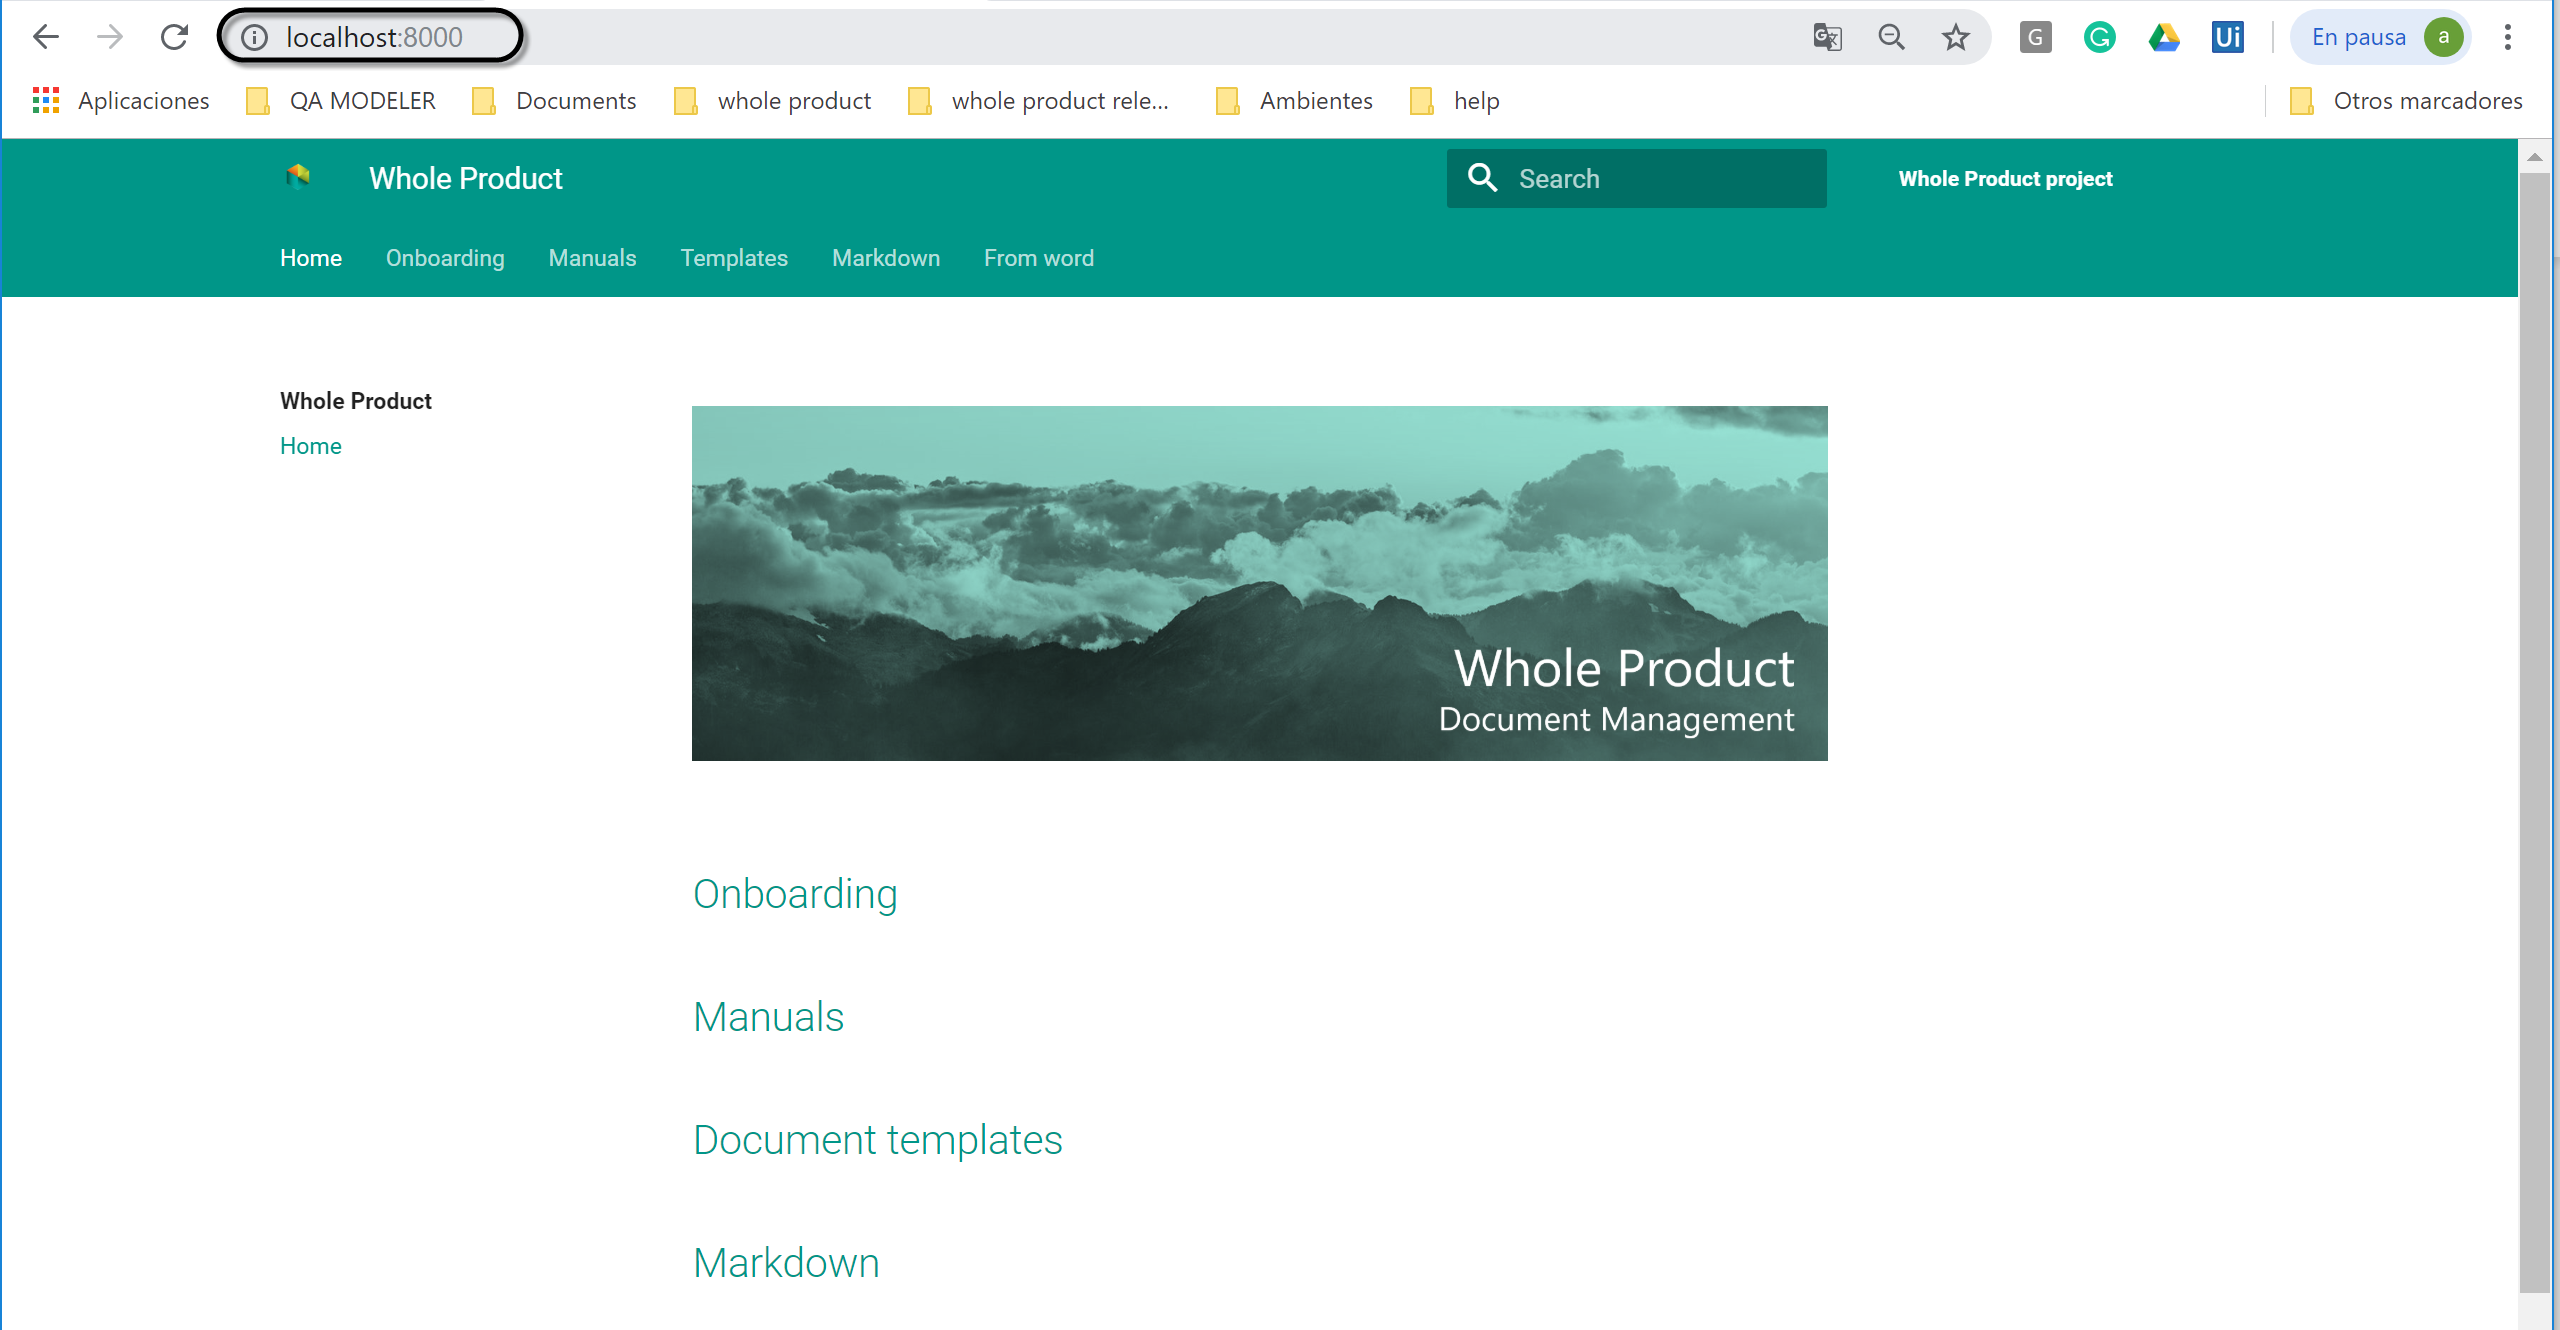 localhost:8000
G
Ui
En pausa
a
Aplicaciones
QA MODELER
Documents
whole product
whole product rele...
Ambientes
help
Otros marcadores
Whole Product
Search
Whole Product project
Home
Onboarding
Manuals
Templates
Markdown
From word
Whole Product
Home
Whole Product
Document Management
Onboarding
Manuals
Document templates
Markdown